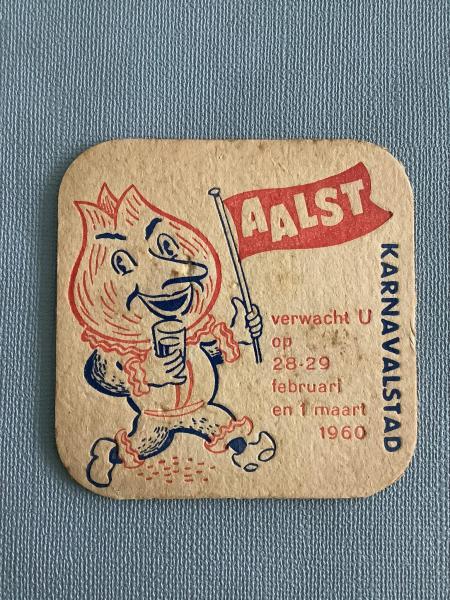 AALST
KARNAVALSTAD
verwacht U
op
28-29
februari
en 1 maart
1960